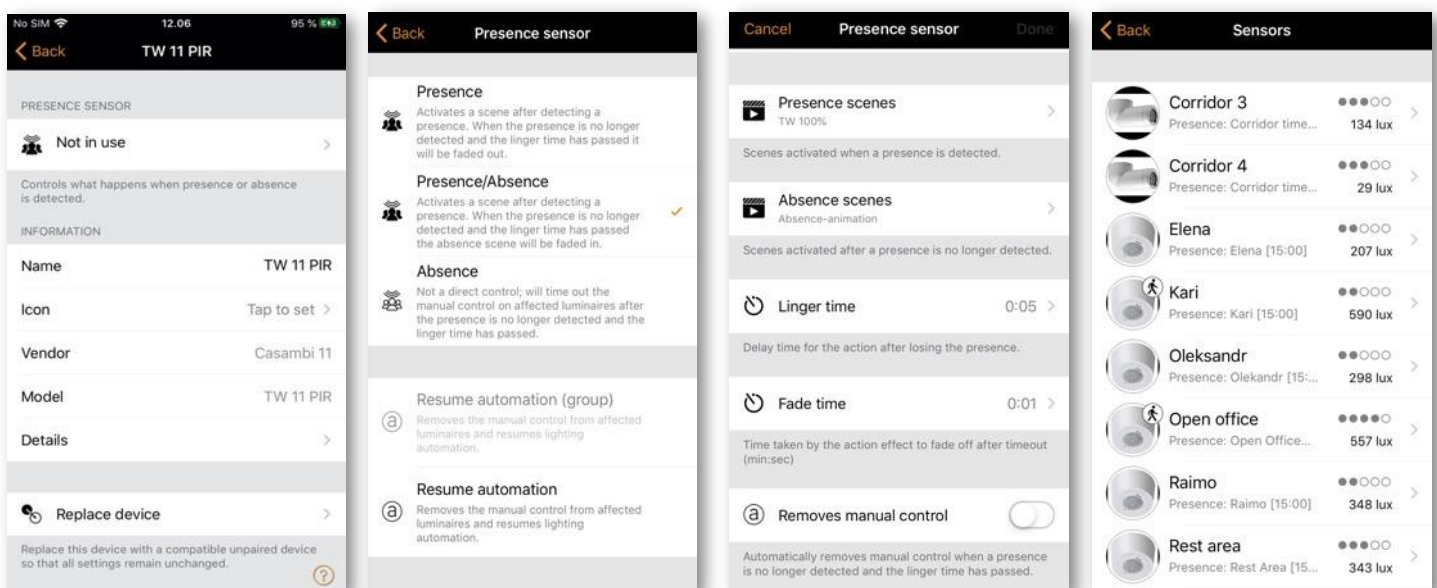 No SIM 12.06 95 %
Back TW 11 PIR
PRESENCE SENSOR
Not in use
Controls what happens when presence or absence
is detected.
INFORMATION
Name TW 11 PIR
Icon Tap to set
Vendor Casambi 11
Model TW 11 PIR
Details
Replace device
Replace this device with a compatible unpaired device
so that all settings remain unchanged.
?
Back Presence sensor
Presence
Activates a scene after detecting a
presence. When the presence is no longer
detected and the linger time has passed it
will be faded out.
Presence/Absence
Activates a scene after detecting a
presence. When the presence is no longer
detected and the linger time has passed
the absence scene will be faded in.
Absence
Not a direct control; will time out the
manual control on affected luminaires after
the presence is no longer detected and the
linger time has passed.
Resume automation (group)
a
Removes the manual control from affected
luminaires and resumes lighting
automation.
Resume automation
a
Removes the manual control from affected
luminaires and resumes lighting
automation.
Cancel Presence sensor Done
Presence scenes
TW 100%
Scenes activated when a presence is detected.
Absence scenes
Absence-animation
Scenes activated after a presence is no longer detected.
Linger time 0:05
Delay time for the action after losing the presence.
Fade time 0:01
Time taken by the action effect to fade off after timeout
(min:sec)
a Removes manual control
Automatically removes manual control when a presence
is no longer detected and the linger time has passed.
Back Sensors
Corridor 3
Presence: Corridor time... 134 lux
Corridor 4
Presence: Corridor time... 29 lux
Elena
Presence: Elena [15:00] 207 lux
Kari
Presence: Kari [15:00] 590 lux
Oleksandr
Presence: Olekandr [15:... 298 lux
Open office
Presence: Open Office... 557 lux
Raimo
Presence: Raimo [15:00] 348 lux
Rest area
Presence: Rest Area [15... 343 lux